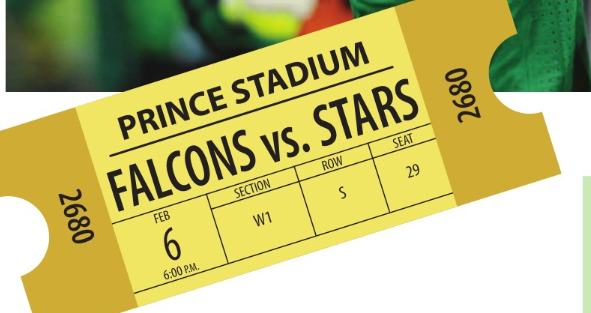 PRINCE STADIUM
FALCONS vs. STARS
FEB
6
6:00 P.M.
SECTION
W1
ROW
S
SEAT
29
2680
2680